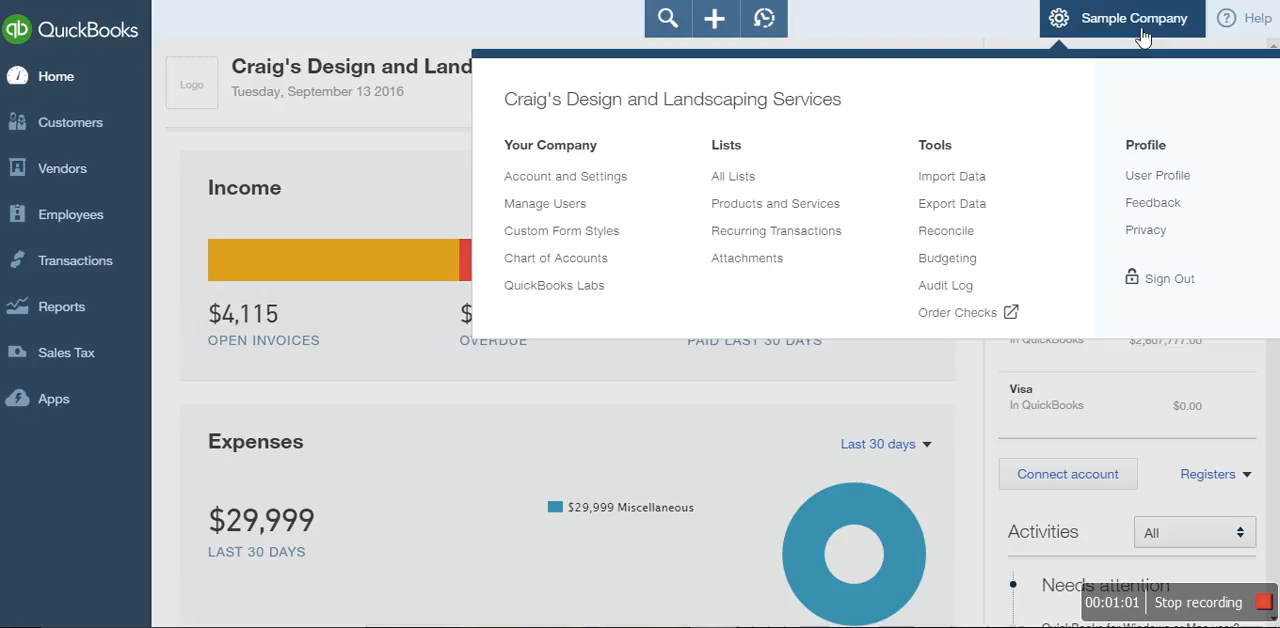 qb QuickBooks
Sample Company
? Help
Home
Customers
Vendors
Employees
Transactions
Reports
Sales Tax
Apps
Logo
Craig's Design and Land
Tuesday, September 13 2016
Craig's Design and Landscaping Services
Your Company
Account and Settings
Manage Users
Custom Form Styles
Chart of Accounts
QuickBooks Labs
Lists
All Lists
Products and Services
Recurring Transactions
Attachments
Tools
Import Data
Export Data
Reconcile
Budgeting
Audit Log
Order Checks
Profile
User Profile
Feedback
Privacy
Sign Out
Income
$4,115
OPEN INVOICES
$
OVERDUE
PAID LAST 30 DAYS
Expenses
Last 30 days
$29,999
LAST 30 DAYS
$29,999 Miscellaneous
In QuickBooks
Visa
In QuickBooks $0.00
Connect account Registers
Activities All
Needs attention
00:01:01 Stop recording